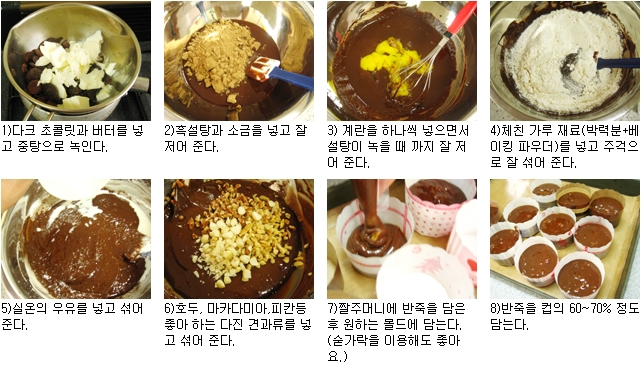 1)다크 초콜릿과 버터를 넣
고 중탕으로 녹인다.
2)흑설탕과 소금을 넣고 잘
저어 준다.
3) 계란을 하나씩 넣으면서
설탕이 녹을 때 까지 잘 저
어 준다.
4)체친 가루 재료(박력분+베
이킹 파우더)를 넣고 주걱으
로 잘 섞어 준다.
5)실온의 우유를 넣고 섞어
준다.
6)호두, 마카다미아,피칸등
좋아 하는 다진 견과류를 넣
고 섞어 준다.
7)짤주머니에 반죽을 담은
후 원하는 몰드에 담는다.
(숟가락을 이용해도 좋아
요.)
8)반죽을 컵의 60~70% 정도
담는다.